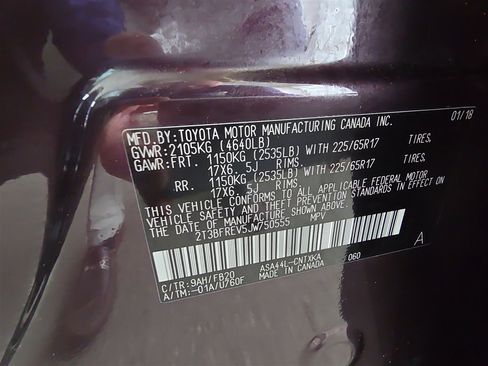 MFD.BY:TOYOTA MOTOR MANUFACTURING CANADA INC. 01/18
GVWR:2105KG (4640LB)
GAWR:FRT. 1150KG (2535LB) WITH 225/65R17 TIRES,
17X6. 5J RIMS.
RR. 1150KG (2535LB) WITH 225/65R17 TIRES,
17X6. 5J RIMS.
THIS VEHICLE CONFORMS TO ALL APPLICABLE FEDERAL MOTOR
VEHICLE SAFETY AND THEFT PREVENTION STANDARDS IN EFFECT
ON THE DATE OF MANUFACTURE SHOWN ABOVE.
2T3BFREV5JW750555 MPV
A
C/TR:9AH/FB20 ASA44L-CNTXKA 060
A/TM:-01A/U760F MADE IN CANADA